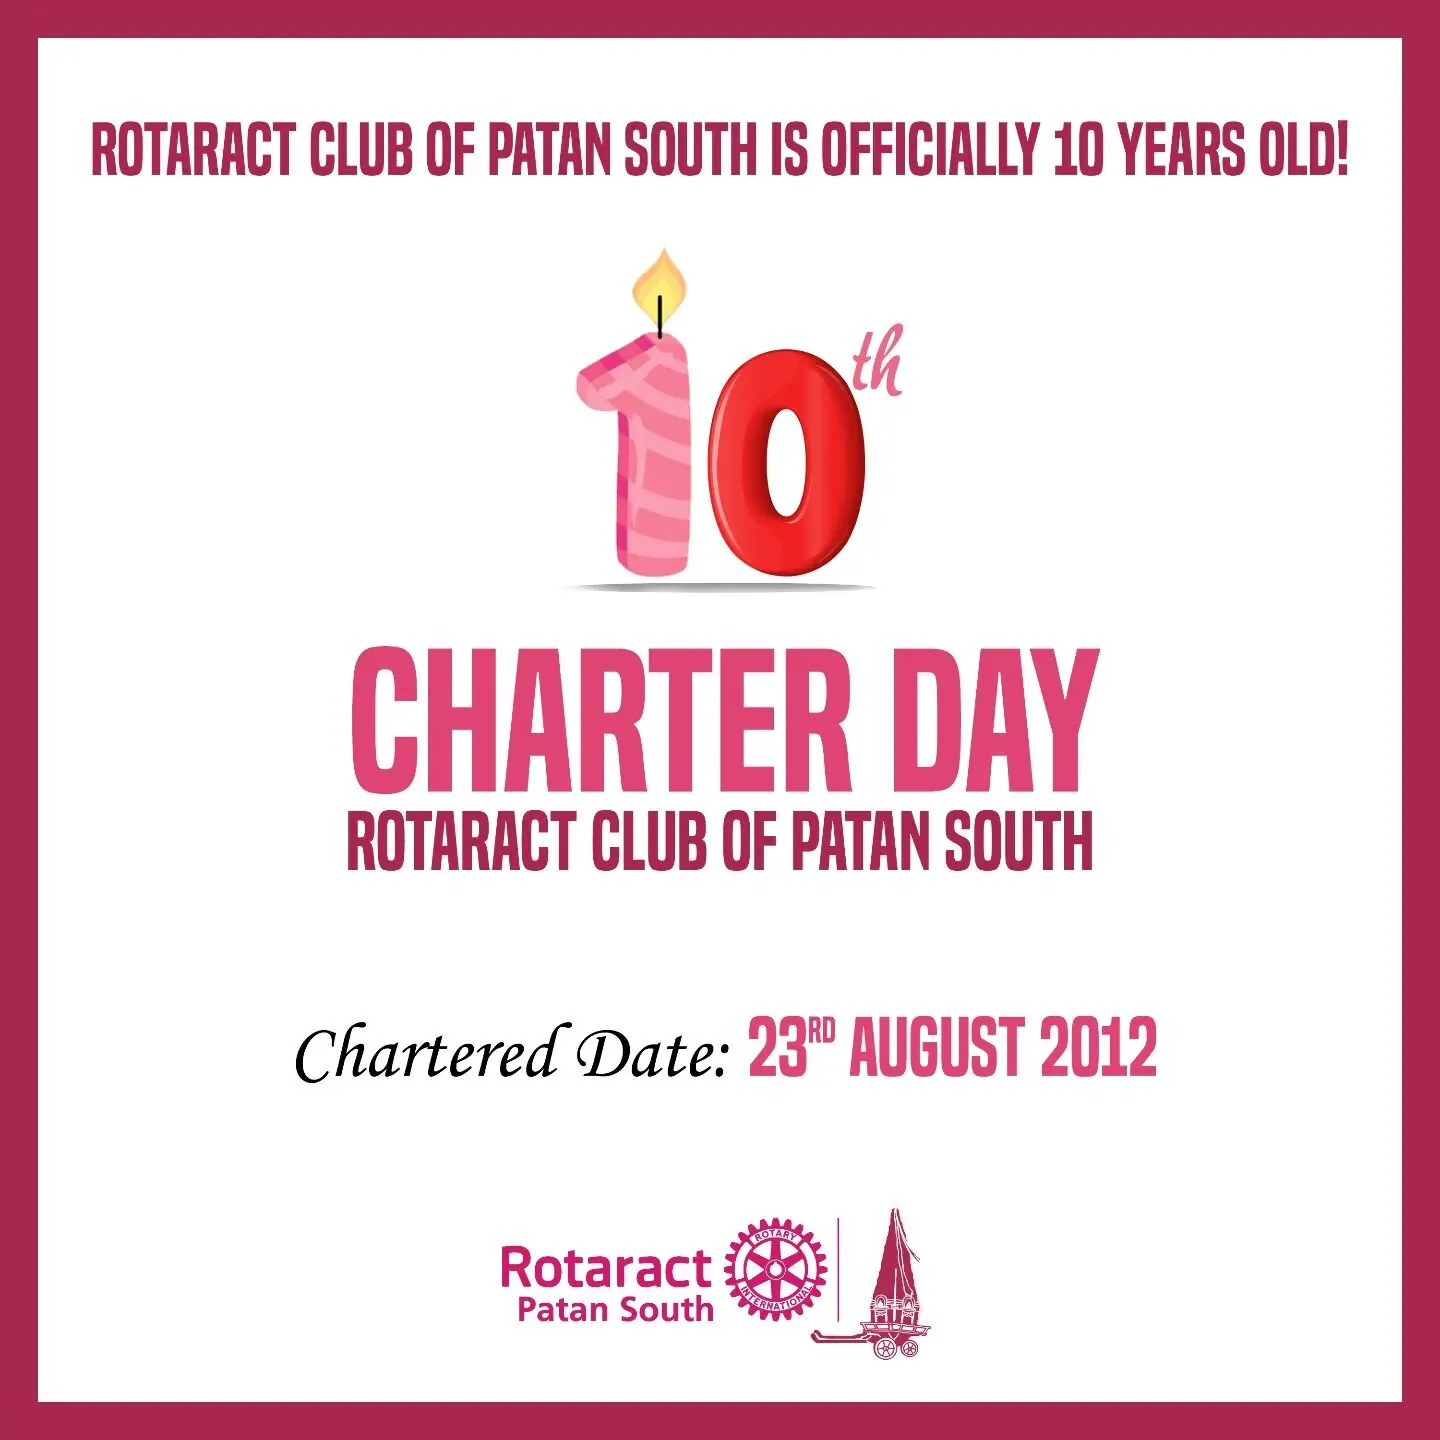 ROTARACT CLUB OF PATAN SOUTH IS OFFICIALLY 10 YEARS OLD!
10th
CHARTER DAY
ROTARACT CLUB OF PATAN SOUTH
Chartered Date: 23RD AUGUST 2012
Rotaract
Patan South
ROTARY
INTERNATIONAL